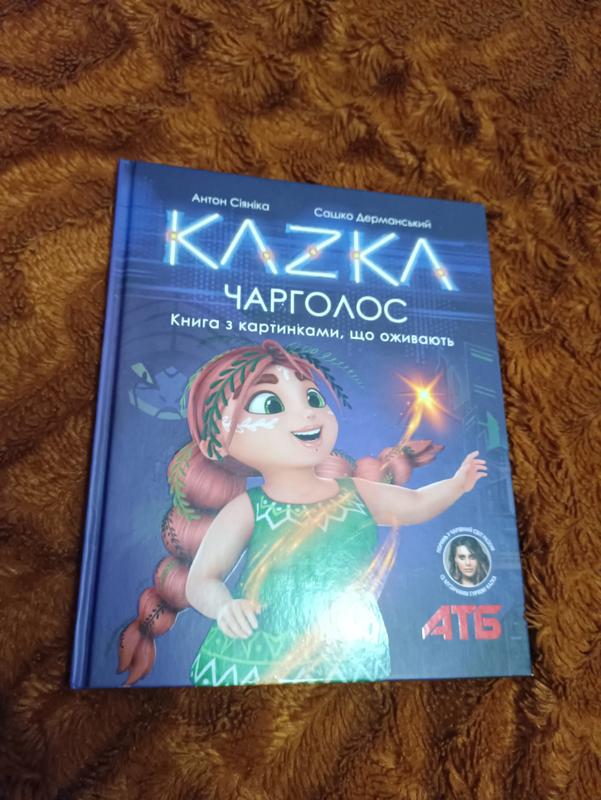 Антон Сіяніка
Сашко Дерманський
KAZKA
ЧАРГОЛОС
Книга з картинками, що оживають
АТБ